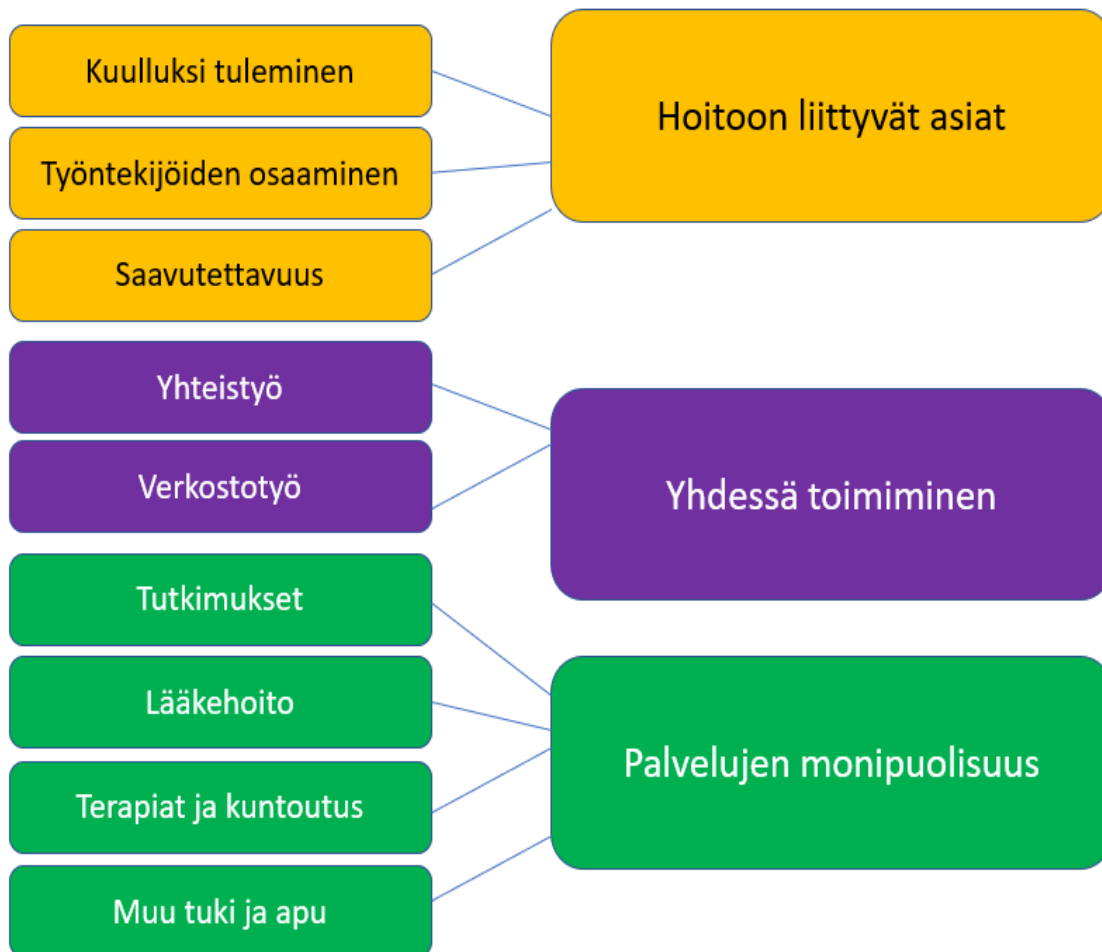 Kuulluksi tuleminen
Työntekijöiden osaaminen
Saavutettavuus
Hoitoon liittyvät asiat
Yhteistyö
Verkostotyö
Yhdessä toimiminen
Tutkimukset
Lääkehoito
Terapiat ja kuntoutus
Muu tuki ja apu
Palvelujen monipuolisuus